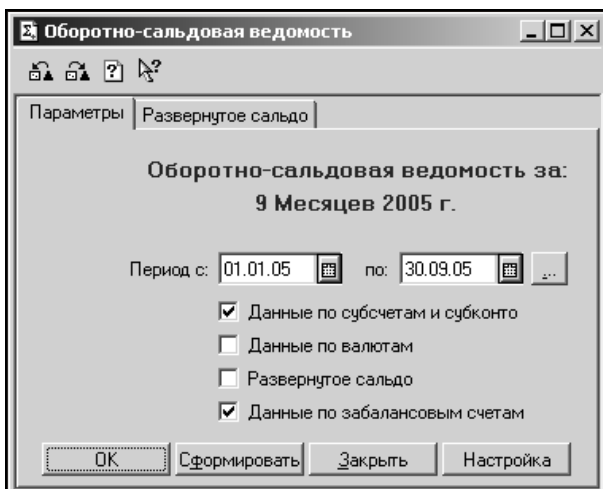 Оборотно-сальдовая ведомость
Параметры Развернутое сальдо
Оборотно-сальдовая ведомость за:
9 Месяцев 2005 г.
Период с: 01.01.05 по: 30.09.05 ...
Данные по субсчетам и субконто
Данные по валютам
Развернутое сальдо
Данные по забалансовым счетам
OK Сформировать Закрыть Настройка